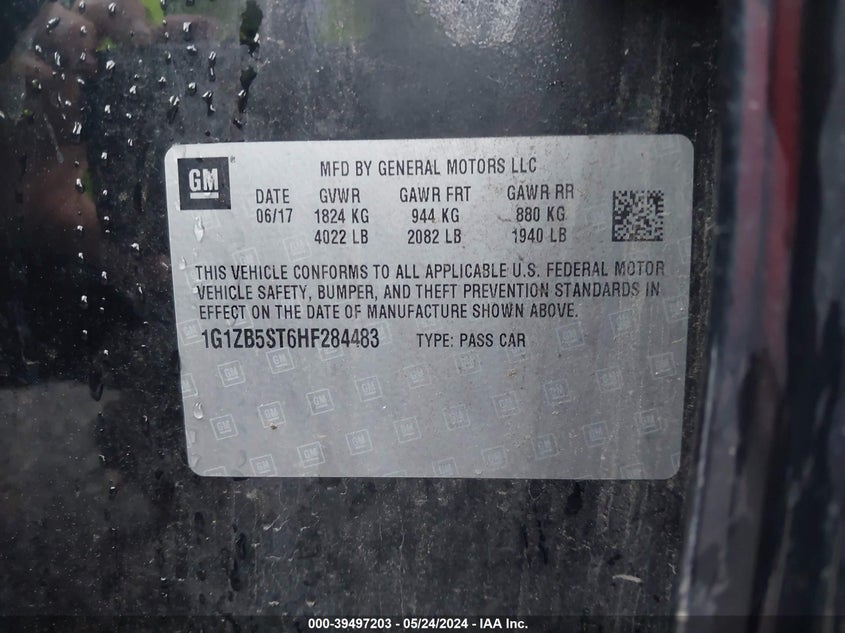 GM
MFD BY GENERAL MOTORS LLC
DATE GVWR GAWR FRT GAWR RR
06/17 1824 KG 944 KG 880 KG
4022 LB 2082 LB 1940 LB
THIS VEHICLE CONFORMS TO ALL APPLICABLE U.S. FEDERAL MOTOR
VEHICLE SAFETY, BUMPER, AND THEFT PREVENTION STANDARDS IN
EFFECT ON THE DATE OF MANUFACTURE SHOWN ABOVE.
1G1ZB5ST6HF284483 TYPE: PASS CAR
000-39497203 - 05/24/2024 - IAA Inc.